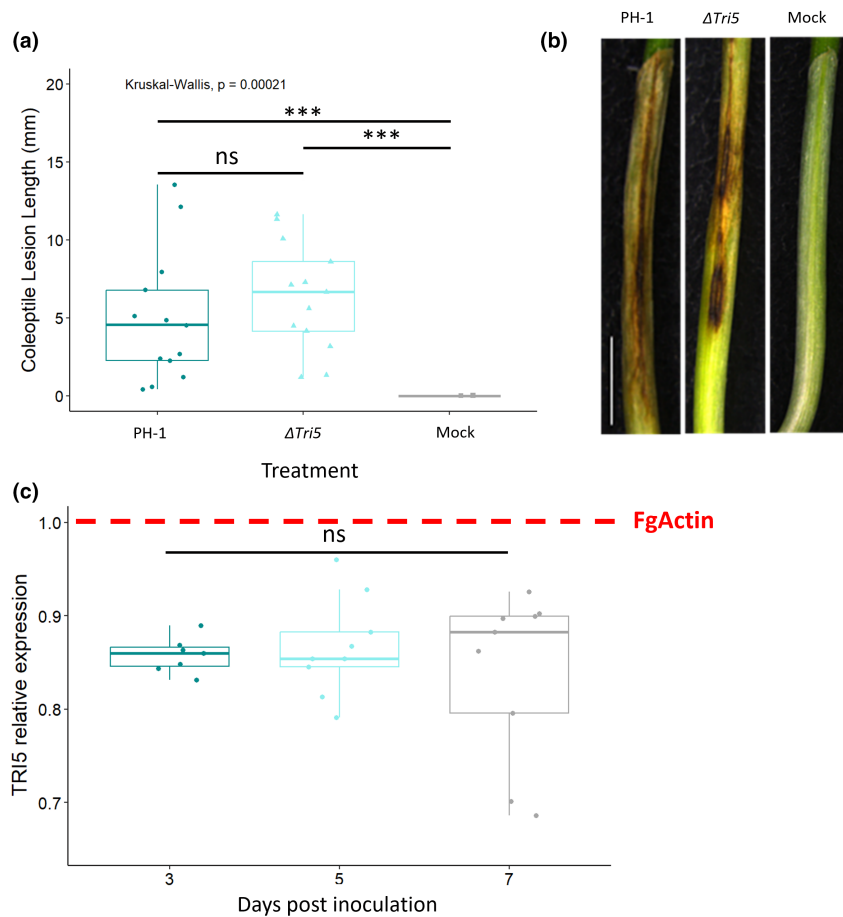 (a)
Kruskal-Wallis, p = 0.00021
***
***
ns
20
15
10
5
0
Coleoptile Lesion Length (mm)
PH-1
ΔTri5
Mock
Treatment
(b)
PH-1
ΔTri5
Mock
(c)
FgActin
ns
1.0
0.9
0.8
0.7
TRI5 relative expression
3
5
7
Days post inoculation